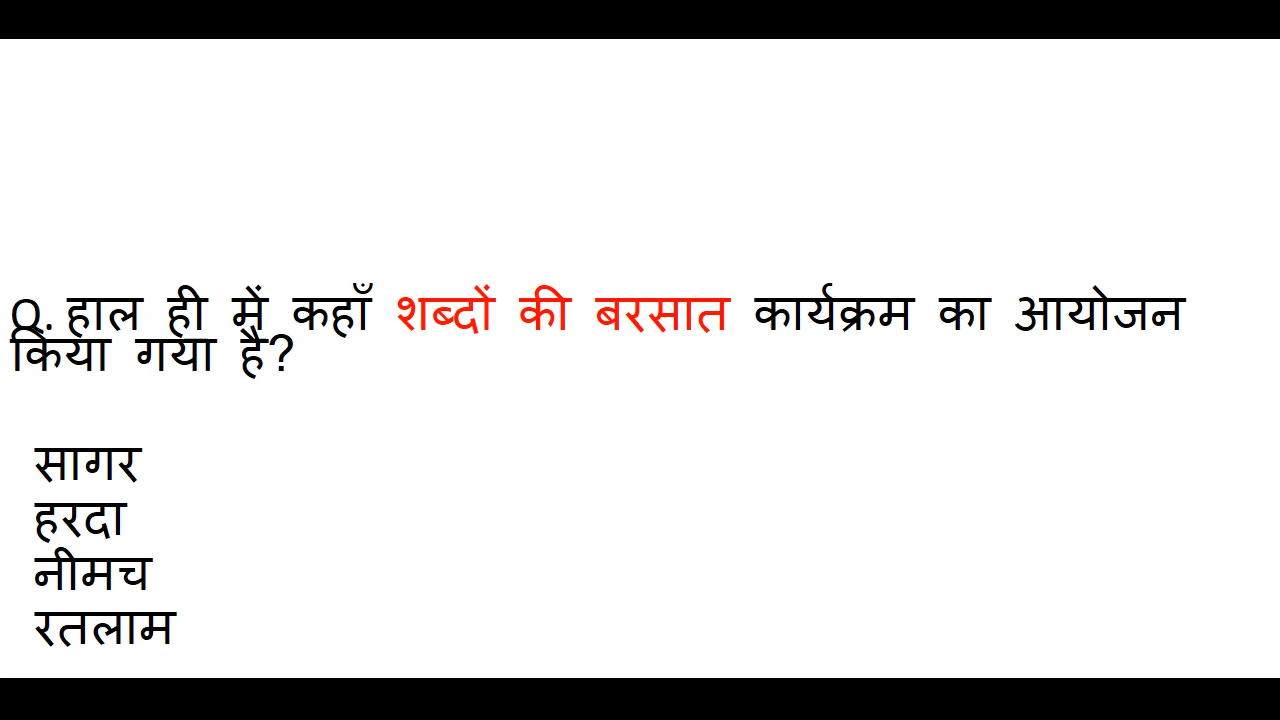 Q. हाल ही में कहाँ शब्दों की बरसात कार्यक्रम का आयोजन
किया गया है?
सागर
हरदा
नीमच
रतलाम